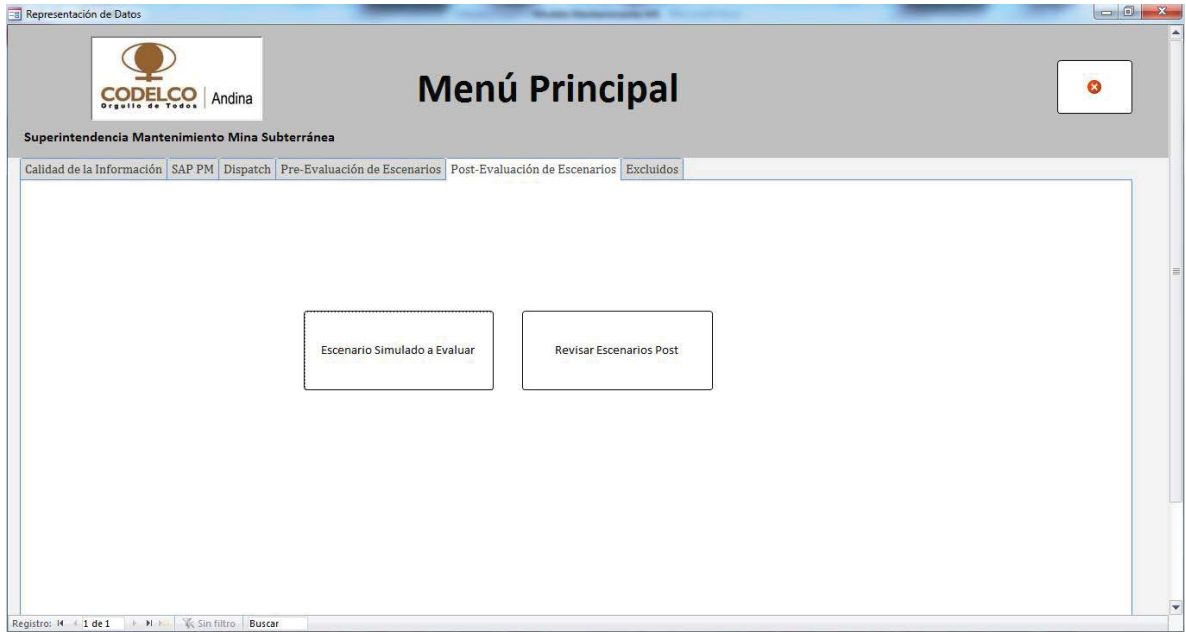 Representación de Datos
CODELCO | Andina
Orgullo de Todos
Menú Principal
Superintendencia Mantenimiento Mina Subterránea
Calidad de la Información SAP PM Dispatch Pre-Evaluación de Escenarios Post-Evaluación de Escenarios Excluidos
Escenario Simulado a Evaluar Revisar Escenarios Post
Registro: 1 de 1 Sin filtro Buscar